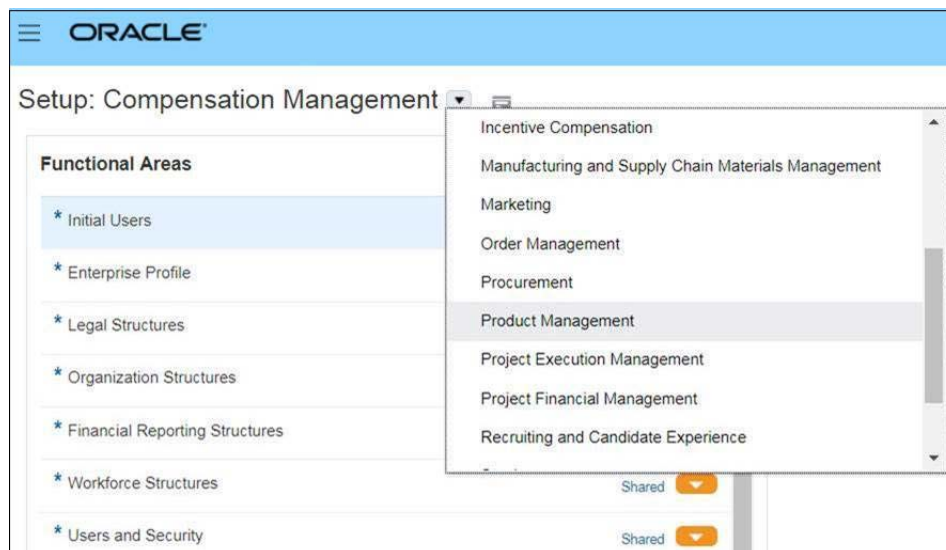 ORACLE
Setup: Compensation Management
Functional Areas
* Initial Users
* Enterprise Profile
* Legal Structures
* Organization Structures
* Financial Reporting Structures
* Workforce Structures
Shared
* Users and Security
Shared
Incentive Compensation
Manufacturing and Supply Chain Materials Management
Marketing
Order Management
Procurement
Product Management
Project Execution Management
Project Financial Management
Recruiting and Candidate Experience